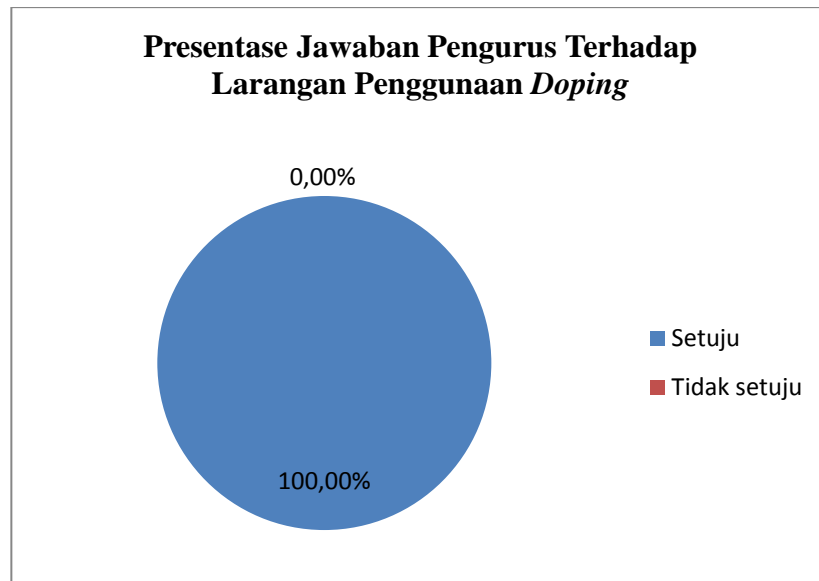 Presentase Jawaban Pengurus Terhadap
Larangan Penggunaan Doping
0,00%
100,00%
Setuju
Tidak setuju